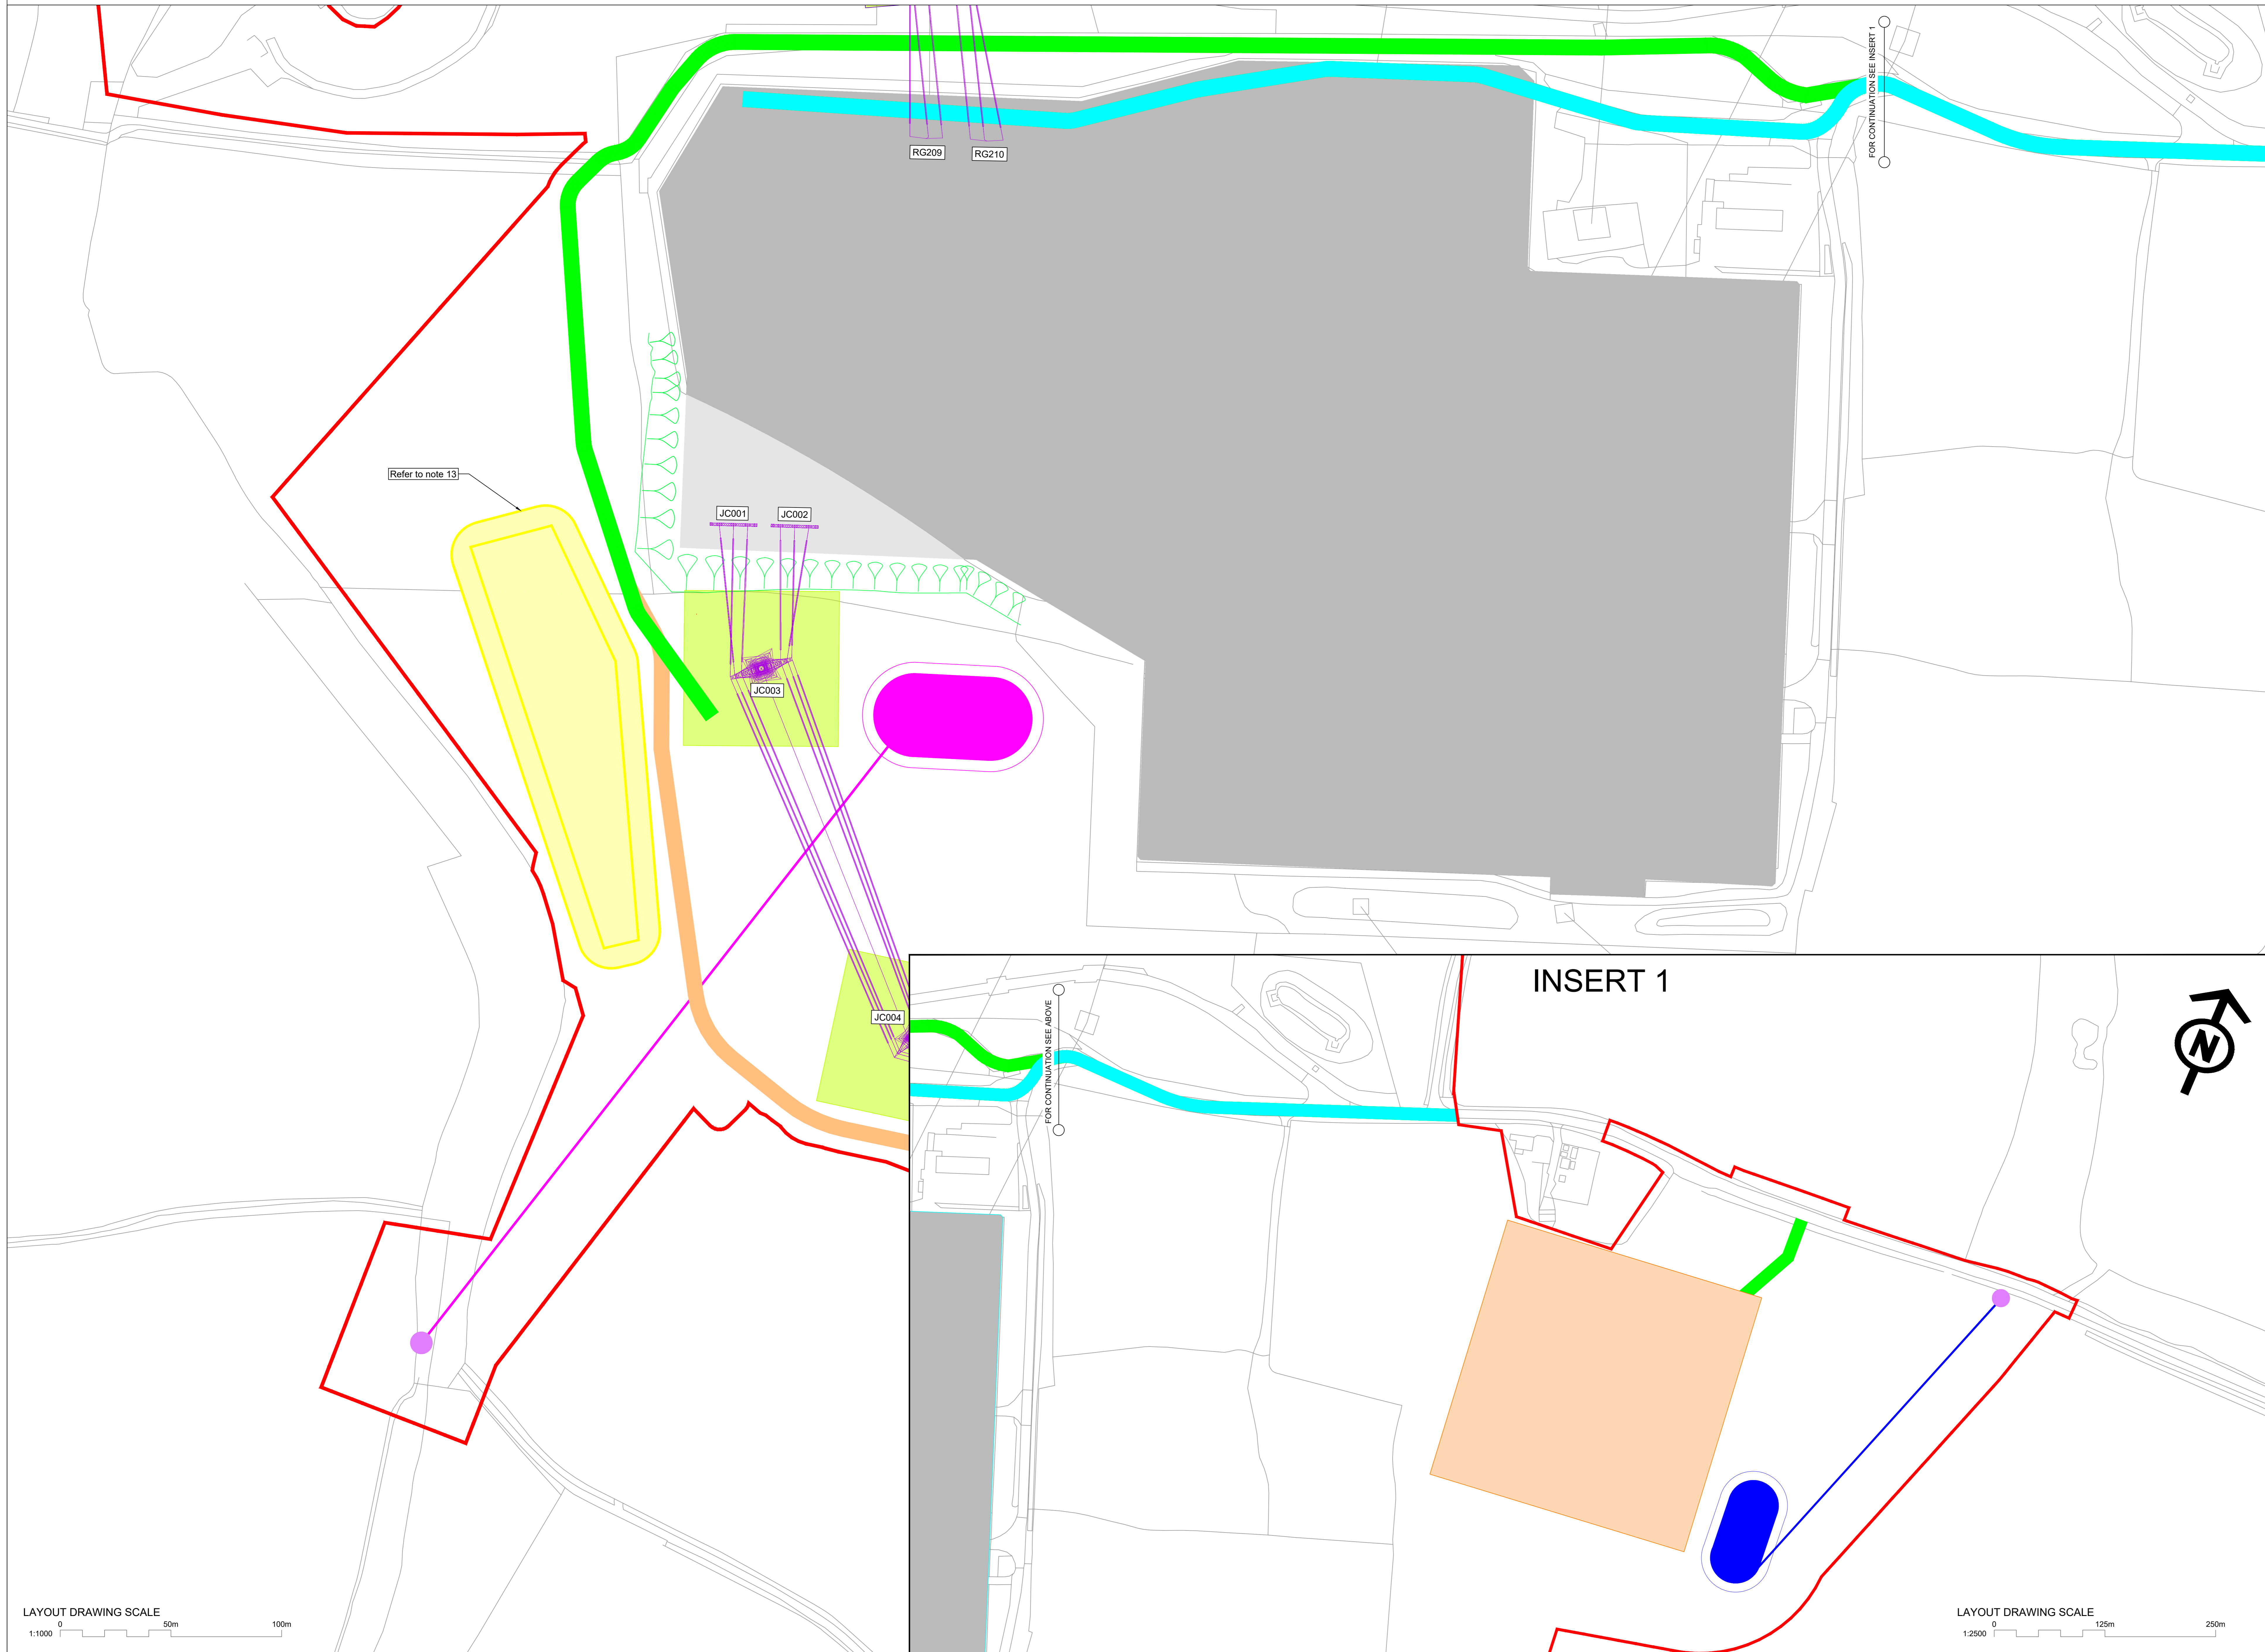 FOR CONTINUATION SEE INSERT 1
RG209
RG210
Refer to note 13
JC001
JC002
JC003
JC004
INSERT 1
FOR CONTINUATION SEE ABOVE
N
LAYOUT DRAWING SCALE
0 50m 100m
1:1000
LAYOUT DRAWING SCALE
0 125m 250m
1:2500